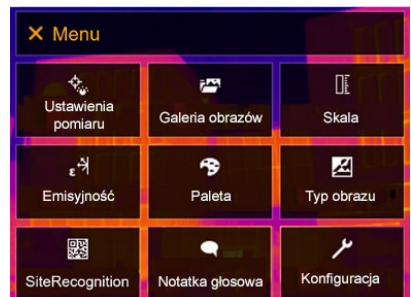 Menu
Ustawienia
pomiaru
Galeria obrazów
Skala
Emisyjność
Paleta
Typ obrazu
SiteRecognition
Notatka głosowa
Konfiguracja